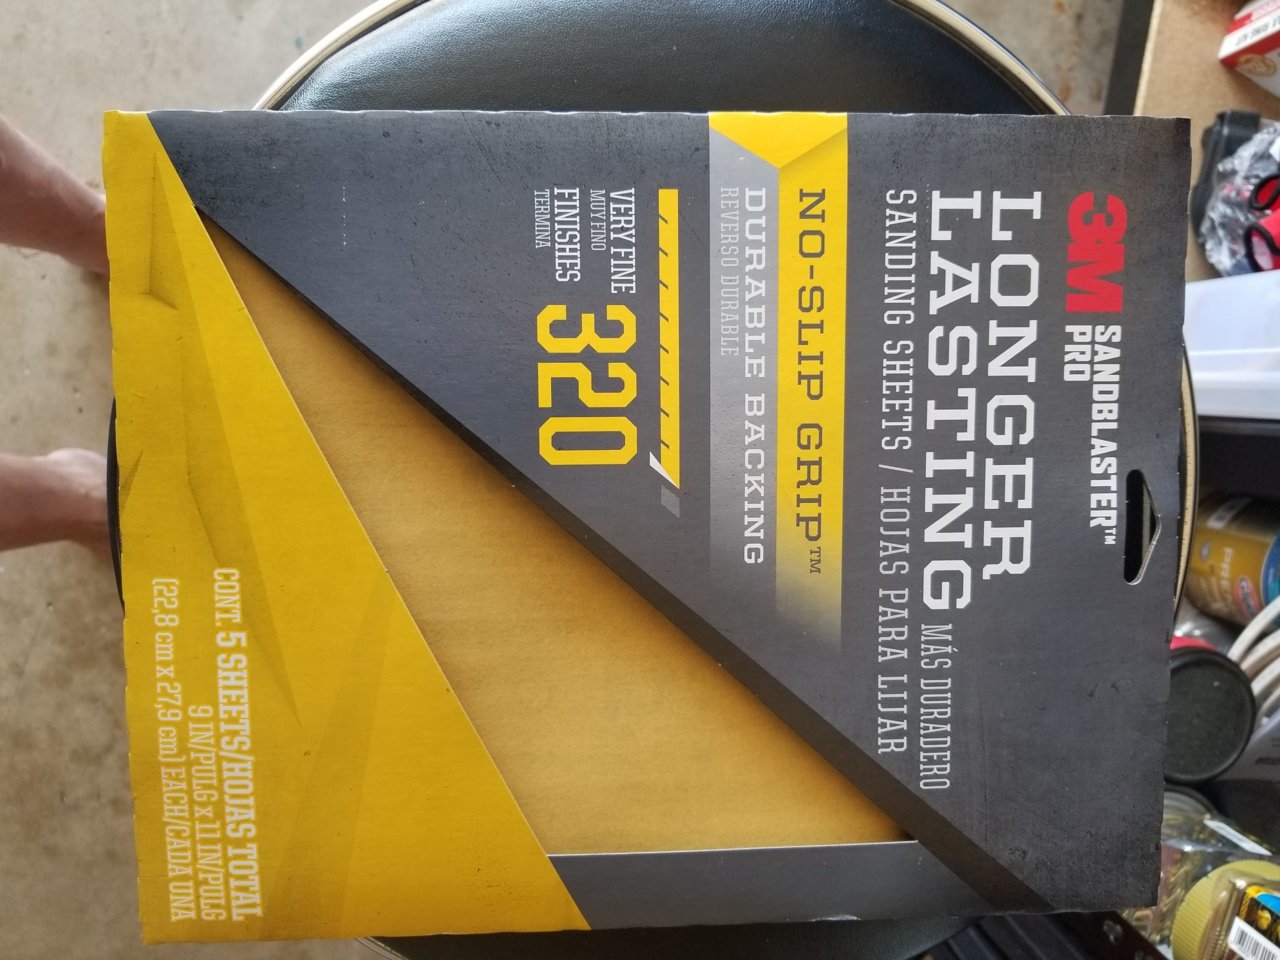 3M SANDBLASTER™
PRO
LONGER
LASTING MÁS DURADERO
SANDING SHEETS / HOJAS PARA LIJAR
NO-SLIP GRIP™
DURABLE BACKING
REVERSO DURABLE
VERY FINE
MUY FINO
FINISHES
TERMINA
320
CONT. 5 SHEETS/HOJAS TOTAL
9 IN/PULG x 11 IN/PULG
(22,8 cm x 27,9 cm) EACH/CADA UNA